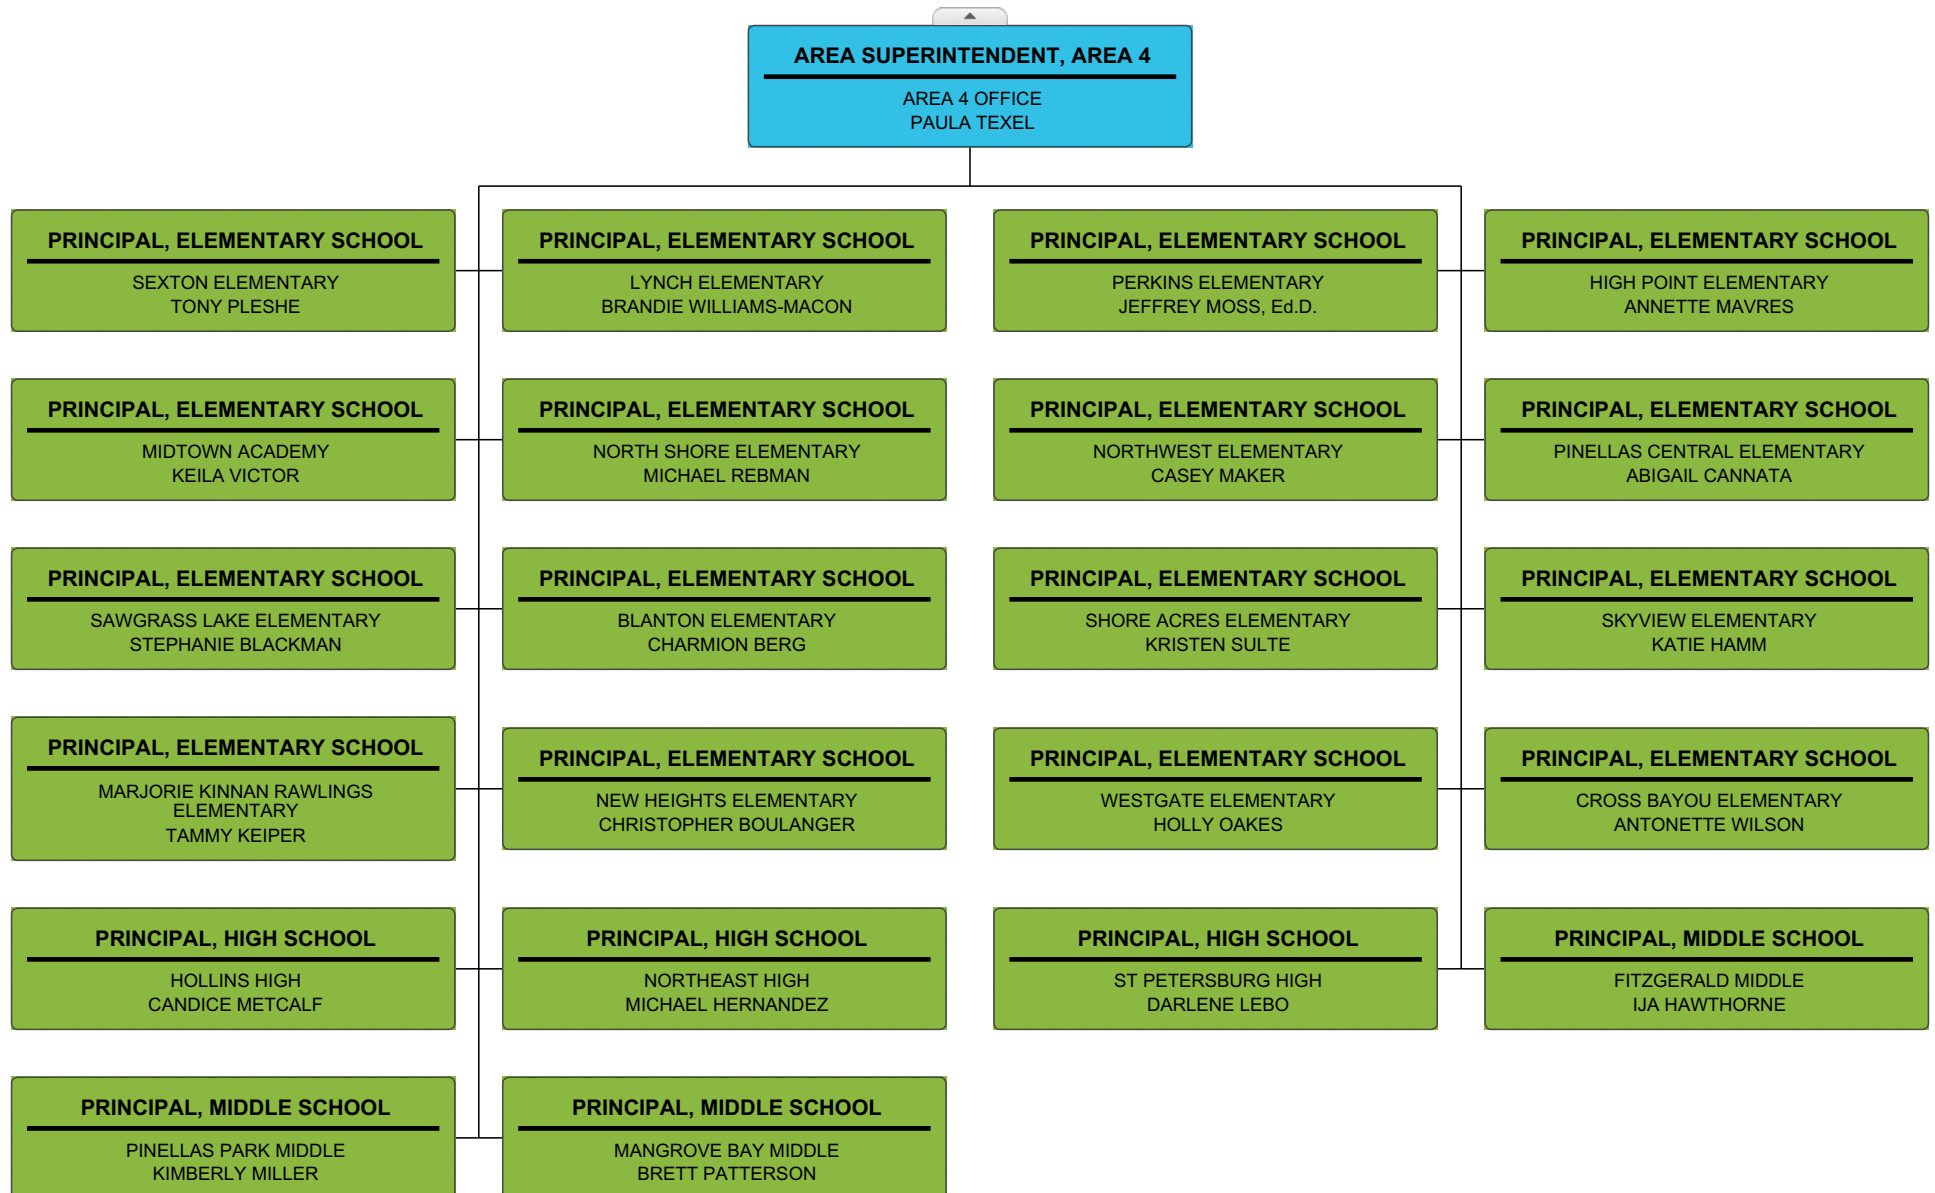 AREA SUPERINTENDENT, AREA 4
AREA 4 OFFICE
PAULA TEXEL
PRINCIPAL, ELEMENTARY SCHOOL
SEXTON ELEMENTARY
TONY PLESHE
PRINCIPAL, ELEMENTARY SCHOOL
LYNCH ELEMENTARY
BRANDIE WILLIAMS-MACON
PRINCIPAL, ELEMENTARY SCHOOL
PERKINS ELEMENTARY
JEFFREY MOSS, Ed.D.
PRINCIPAL, ELEMENTARY SCHOOL
HIGH POINT ELEMENTARY
ANNETTE MAVRES
PRINCIPAL, ELEMENTARY SCHOOL
MIDTOWN ACADEMY
KEILA VICTOR
PRINCIPAL, ELEMENTARY SCHOOL
NORTH SHORE ELEMENTARY
MICHAEL REBMAN
PRINCIPAL, ELEMENTARY SCHOOL
NORTHWEST ELEMENTARY
CASEY MAKER
PRINCIPAL, ELEMENTARY SCHOOL
PINELLAS CENTRAL ELEMENTARY
ABIGAIL CANNATA
PRINCIPAL, ELEMENTARY SCHOOL
SAWGRASS LAKE ELEMENTARY
STEPHANIE BLACKMAN
PRINCIPAL, ELEMENTARY SCHOOL
BLANTON ELEMENTARY
CHARMION BERG
PRINCIPAL, ELEMENTARY SCHOOL
SHORE ACRES ELEMENTARY
KRISTEN SULTE
PRINCIPAL, ELEMENTARY SCHOOL
SKYVIEW ELEMENTARY
KATIE HAMM
PRINCIPAL, ELEMENTARY SCHOOL
MARJORIE KINNAN RAWLINGS
ELEMENTARY
TAMMY KEIPER
PRINCIPAL, ELEMENTARY SCHOOL
NEW HEIGHTS ELEMENTARY
CHRISTOPHER BOULANGER
PRINCIPAL, ELEMENTARY SCHOOL
WESTGATE ELEMENTARY
HOLLY OAKES
PRINCIPAL, ELEMENTARY SCHOOL
CROSS BAYOU ELEMENTARY
ANTONETTE WILSON
PRINCIPAL, HIGH SCHOOL
HOLLINS HIGH
CANDICE METCALF
PRINCIPAL, HIGH SCHOOL
NORTHEAST HIGH
MICHAEL HERNANDEZ
PRINCIPAL, HIGH SCHOOL
ST PETERSBURG HIGH
DARLENE LEBO
PRINCIPAL, MIDDLE SCHOOL
FITZGERALD MIDDLE
IJA HAWTHORNE
PRINCIPAL, MIDDLE SCHOOL
PINELLAS PARK MIDDLE
KIMBERLY MILLER
PRINCIPAL, MIDDLE SCHOOL
MANGROVE BAY MIDDLE
BRETT PATTERSON